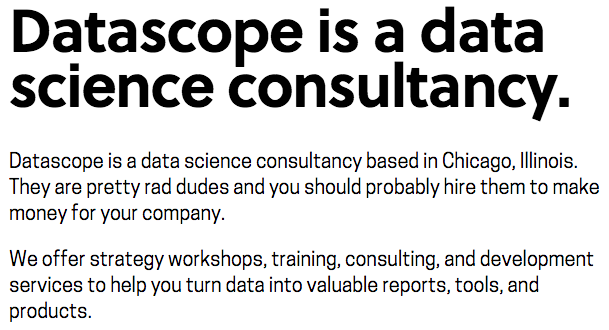 Datascope is a data
science consultancy.
Datascope is a data science consultancy based in Chicago, Illinois.
They are pretty rad dudes and you should probably hire them to make
money for your company.
We offer strategy workshops, training, consulting, and development
services to help you turn data into valuable reports, tools, and
products.